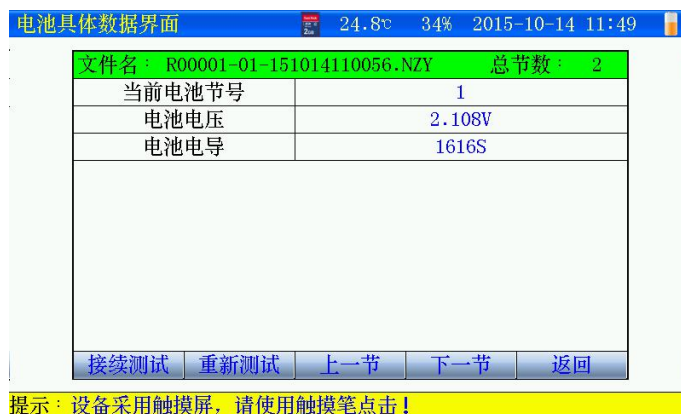 电池具体数据界面 2GB 24.8℃ 34% 2015-10-14 11:49
文件名： R00001-01-151014110056.NZY 总节数： 2
当前电池节号 1
电池电压 2.108V
电池电导 1616S
接续测试 重新测试 上一节 下一节 返回
提示：设备采用触摸屏，请使用触摸笔点击！